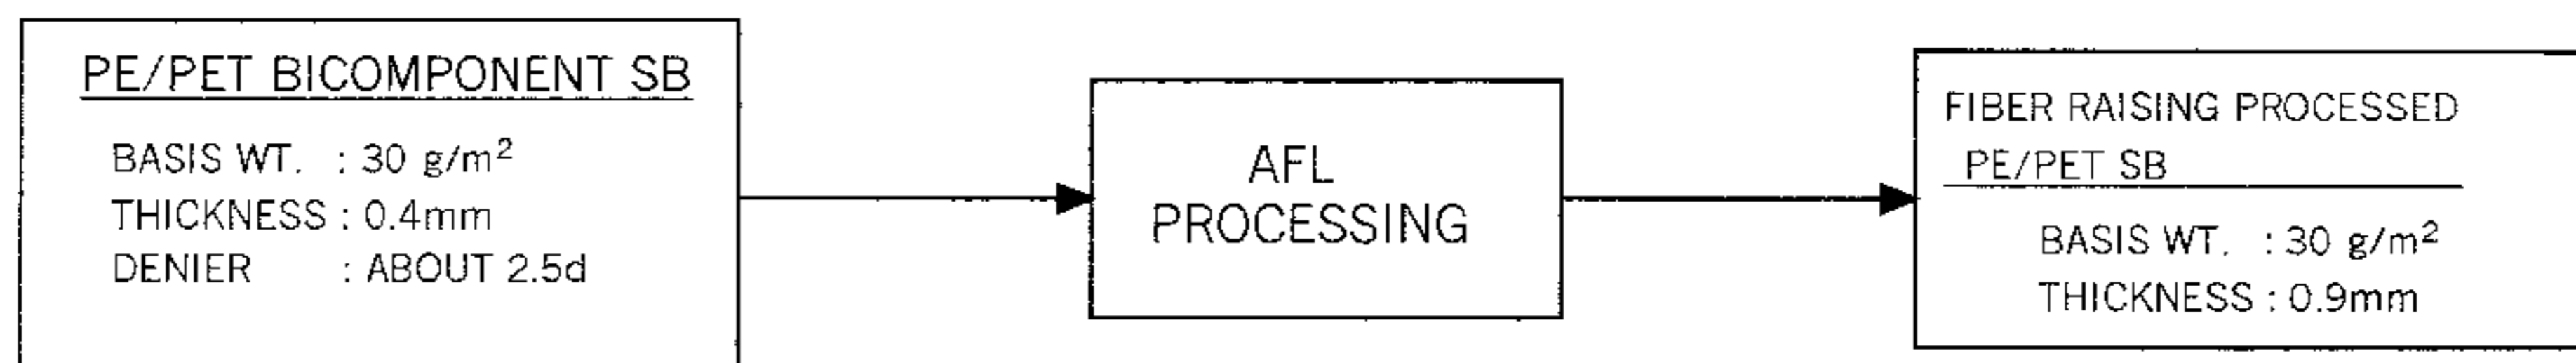 PE/PET BICOMPONENT SB
BASIS WT. : 30 g/m²
THICKNESS : 0.4mm
DENIER : ABOUT 2.5d
AFL
PROCESSING
FIBER RAISING PROCESSED
PE/PET SB
BASIS WT. : 30 g/m²
THICKNESS : 0.9mm